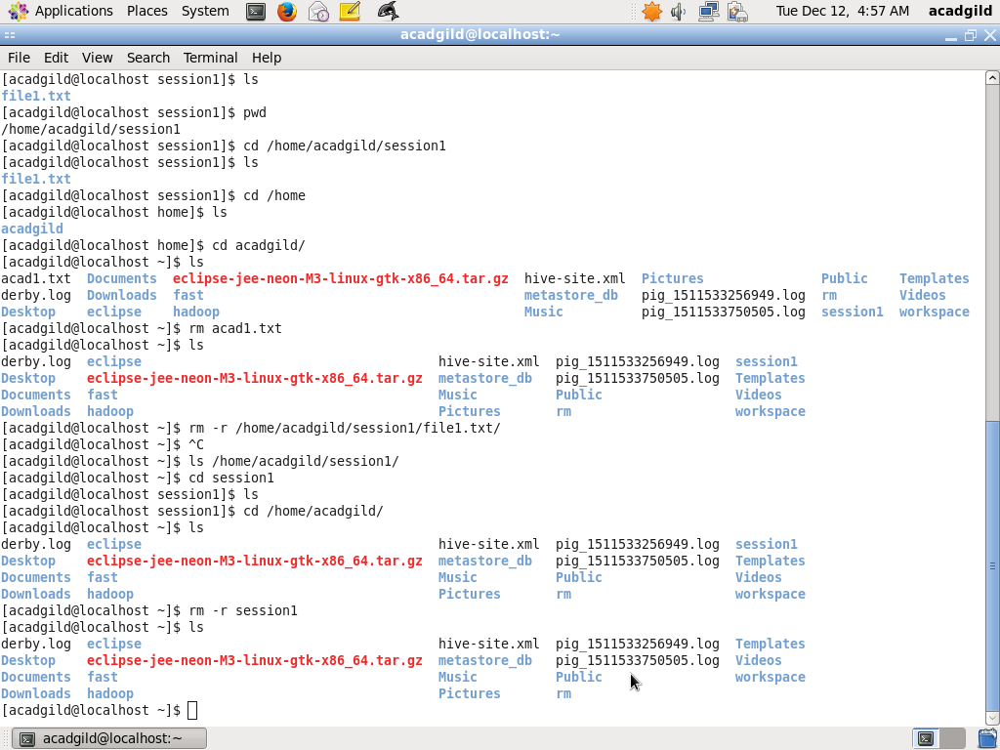 Applications Places System Tue Dec 12, 4:57 AM acadgild
acadgild@localhost:~
File Edit View Search Terminal Help
[acadgild@localhost session1]$ ls
file1.txt
[acadgild@localhost session1]$ pwd
/home/acadgild/session1
[acadgild@localhost session1]$ cd /home/acadgild/session1
[acadgild@localhost session1]$ ls
file1.txt
[acadgild@localhost session1]$ cd /home
[acadgild@localhost home]$ ls
acadgild
[acadgild@localhost home]$ cd acadgild/
[acadgild@localhost ~]$ ls
acad1.txt  Documents  eclipse-jee-neon-M3-linux-gtk-x86_64.tar.gz  hive-site.xml  Pictures  Public  Templates
derby.log  Downloads  fast  metastore_db  pig_1511533256949.log  rm  Videos
Desktop  eclipse  hadoop  Music  pig_1511533750505.log  session1  workspace
[acadgild@localhost ~]$ rm acad1.txt
[acadgild@localhost ~]$ ls
derby.log  eclipse  hive-site.xml  pig_1511533256949.log  session1
Desktop  eclipse-jee-neon-M3-linux-gtk-x86_64.tar.gz  metastore_db  pig_1511533750505.log  Templates
Documents  fast  Music  Public  Videos
Downloads  hadoop  Pictures  rm  workspace
[acadgild@localhost ~]$ rm -r /home/acadgild/session1/file1.txt/
[acadgild@localhost ~]$ ^C
[acadgild@localhost ~]$ ls /home/acadgild/session1/
[acadgild@localhost ~]$ cd session1
[acadgild@localhost session1]$ ls
[acadgild@localhost session1]$ cd /home/acadgild/
[acadgild@localhost ~]$ ls
derby.log  eclipse  hive-site.xml  pig_1511533256949.log  session1
Desktop  eclipse-jee-neon-M3-linux-gtk-x86_64.tar.gz  metastore_db  pig_1511533750505.log  Templates
Documents  fast  Music  Public  Videos
Downloads  hadoop  Pictures  rm  workspace
[acadgild@localhost ~]$ rm -r session1
[acadgild@localhost ~]$ ls
derby.log  eclipse  hive-site.xml  pig_1511533256949.log  Templates
Desktop  eclipse-jee-neon-M3-linux-gtk-x86_64.tar.gz  metastore_db  pig_1511533750505.log  Videos
Documents  fast  Music  Public  workspace
Downloads  hadoop  Pictures  rm
[acadgild@localhost ~]$
acadgild@localhost:~